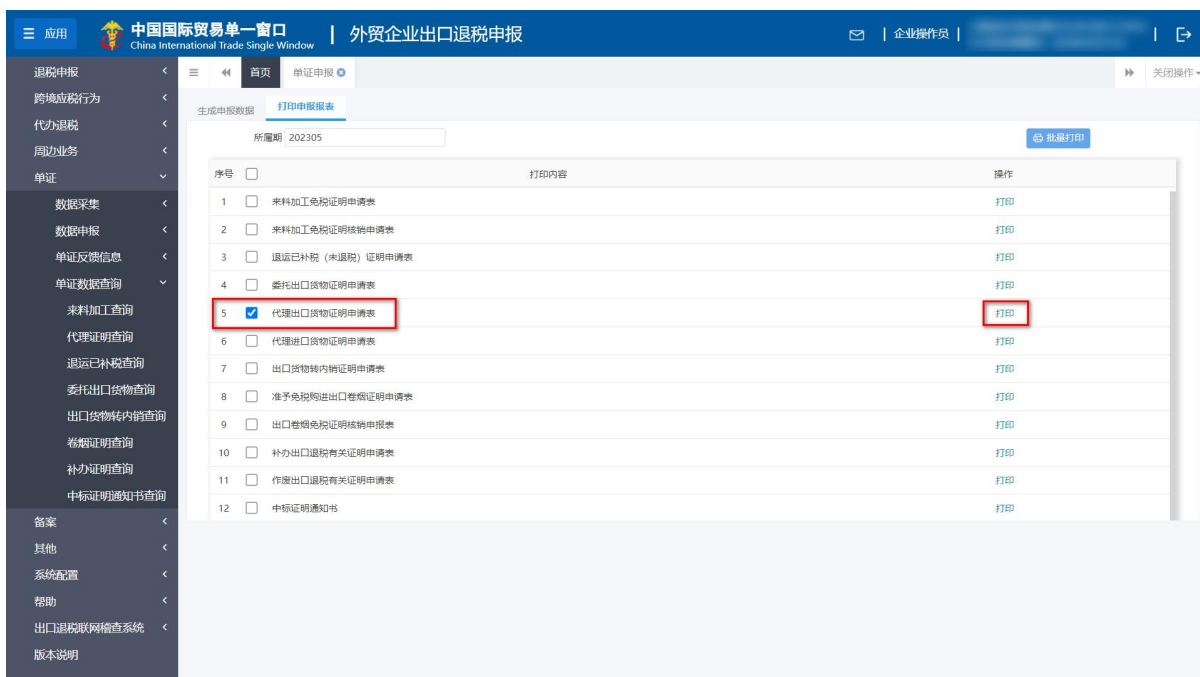 应用
中国国际贸易单一窗口
China International Trade Single Window
外贸企业出口退税申报
企业操作员
退税申报
跨境应税行为
代办退税
周边业务
单证
数据采集
数据申报
单证反馈信息
单证数据查询
来料加工查询
代理证明查询
退运已补税查询
委托出口货物查询
出口货物转内销查询
卷烟证明查询
补办证明查询
中标证明通知书查询
备案
其他
系统配置
帮助
出口退税联网稽查系统
版本说明
首页 单证申报 关闭操作
生成申报数据 打印申报报表
所属期 202305 批量打印
序号 打印内容 操作
1 来料加工免税证明申请表 打印
2 来料加工免税证明核销申请表 打印
3 退运已补税（未退税）证明申请表 打印
4 委托出口货物证明申请表 打印
5 代理出口货物证明申请表 打印
6 代理进口货物证明申请表 打印
7 出口货物转内销证明申请表 打印
8 准予免税购进出口卷烟证明申请表 打印
9 出口卷烟免税证明核销申报表 打印
10 补办出口退税有关证明申请表 打印
11 作废出口退税有关证明申请表 打印
12 中标证明通知书 打印